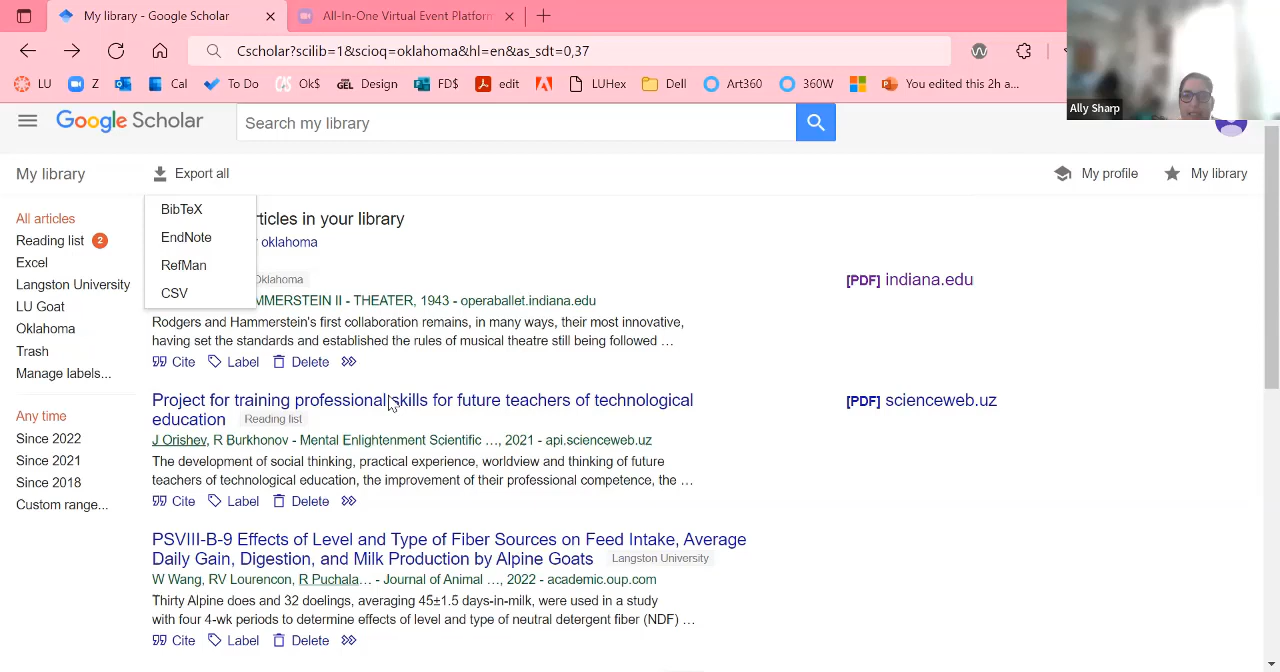 My library - Google Scholar
All-In-One Virtual Event Platform
Cscholar?scilib=1&scioq=oklahoma&hl=en&as_sdt=0,37
LU
Z
Cal
To Do
Ok$
GEL Design
FD$
edit
LUHex
Dell
Art360
360W
You edited this 2h a...
Ally Sharp
Google Scholar
Search my library
My library
Export all
My profile
My library
BibTeX
EndNote
RefMan
CSV
All articles
Reading list 2
Excel
Langston University
LU Goat
Oklahoma
Trash
Manage labels...
Any time
Since 2022
Since 2021
Since 2018
Custom range...
ticles in your library
oklahoma
Oklahoma
[PDF] indiana.edu
MMERSTEIN II - THEATER, 1943 - operaballet.indiana.edu
Rodgers and Hammerstein's first collaboration remains, in many ways, their most innovative,
having set the standards and established the rules of musical theatre still being followed ...
Cite Label Delete
Project for training professional skills for future teachers of technological
education Reading list
[PDF] scienceweb.uz
J Orishev, R Burkhonov - Mental Enlightenment Scientific ..., 2021 - api.scienceweb.uz
The development of social thinking, practical experience, worldview and thinking of future
teachers of technological education, the improvement of their professional competence, the ...
Cite Label Delete
PSVIII-B-9 Effects of Level and Type of Fiber Sources on Feed Intake, Average
Daily Gain, Digestion, and Milk Production by Alpine Goats Langston University
W Wang, RV Lourencon, R Puchala... - Journal of Animal ..., 2022 - academic.oup.com
Thirty Alpine does and 32 doelings, averaging 45±1.5 days-in-milk, were used in a study
with four 4-wk periods to determine effects of level and type of neutral detergent fiber (NDF) ...
Cite Label Delete